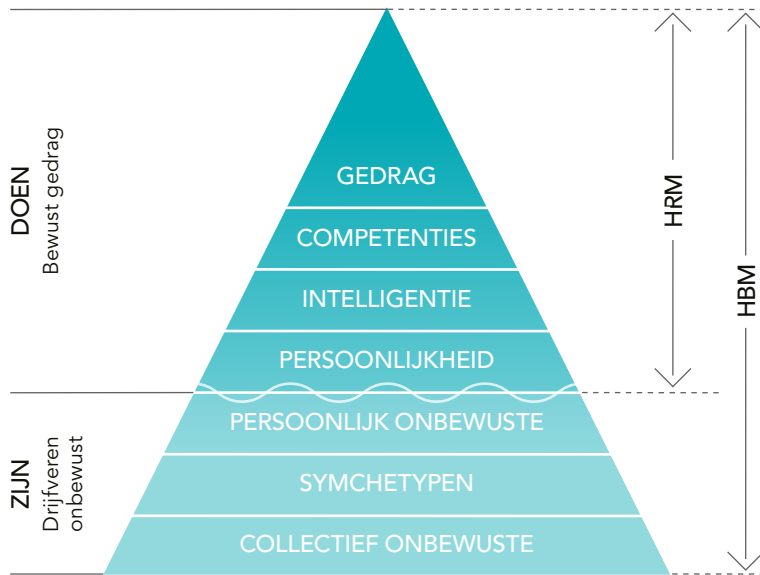 DOEN
Bewust gedrag
GEDRAG
COMPETENTIES
INTELLIGENTIE
PERSOONLIJKHEID
HRM
HBM
ZIJN
Drijfveren
onbewust
PERSOONLIJK ONBEWUSTE
SYMCHETYPEN
COLLECTIEF ONBEWUSTE